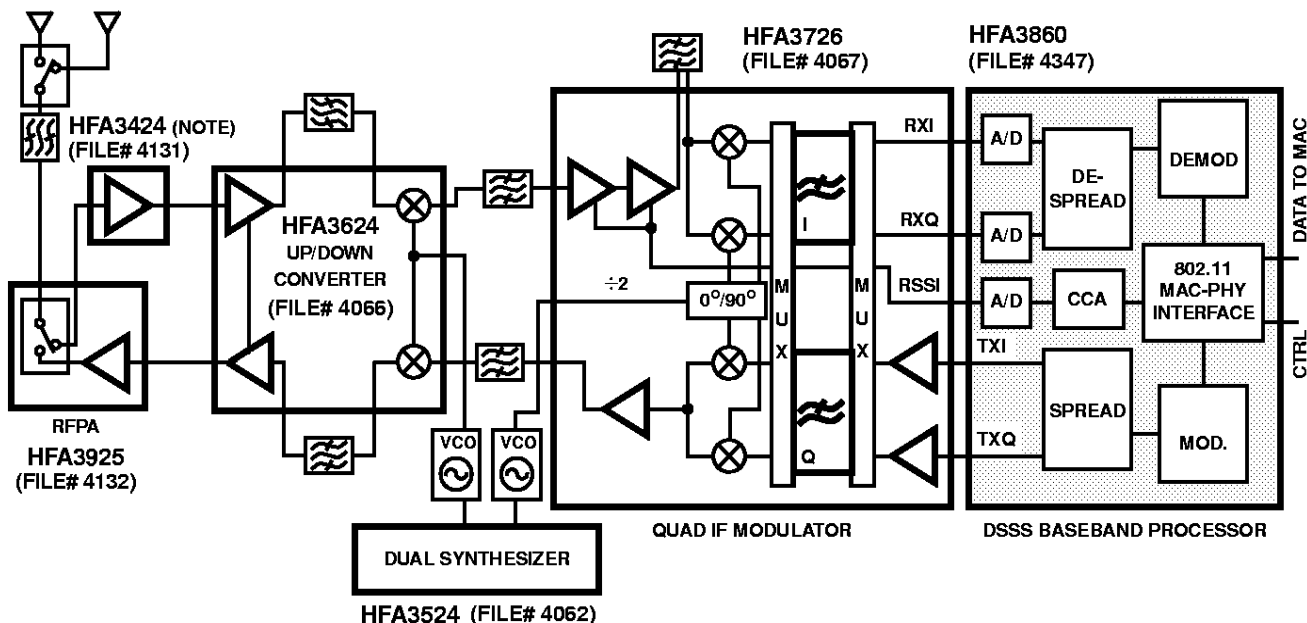 HFA3424 (NOTE)
(FILE# 4131)
HFA3624
UP/DOWN
CONVERTER
(FILE# 4066)
RFPA
HFA3925
(FILE# 4132)
VCO
VCO
DUAL SYNTHESIZER
HFA3524 (FILE# 4062)
HFA3726
(FILE# 4067)
÷2
0°/90°
I
Q
MUX
MUX
RXI
RXQ
RSSI
TXI
TXQ
QUAD IF MODULATOR
HFA3860
(FILE# 4347)
A/D
A/D
A/D
DE-
SPREAD
DEMOD
CCA
802.11
MAC-PHY
INTERFACE
SPREAD
MOD.
DATA TO MAC
CTRL
DSSS BASEBAND PROCESSOR